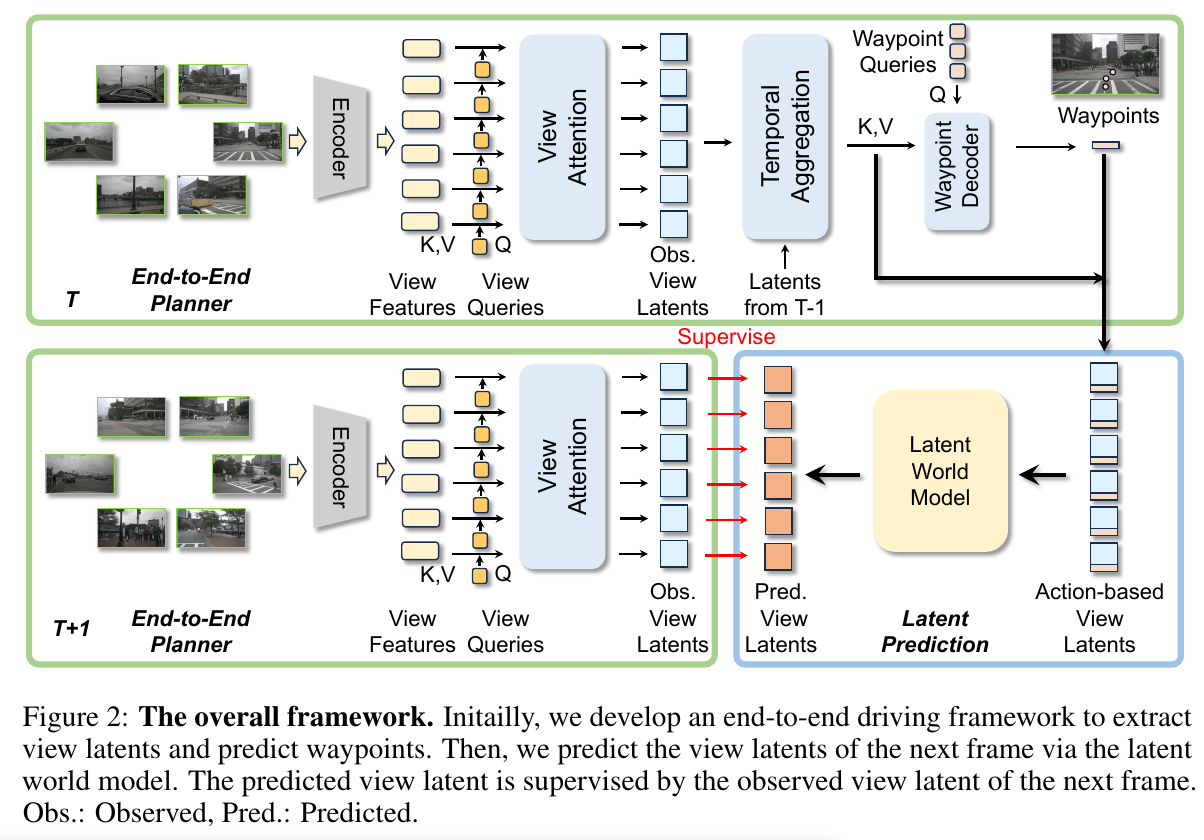 Waypoint
Queries
Q
K,V
Waypoints
Encoder
View
Attention
Temporal
Aggregation
Waypoint
Decoder
K,V
Q
T
End-to-End
Planner
View
Features
View
Queries
Obs.
View
Latents
Latents
from T-1
Supervise
Encoder
View
Attention
Latent
World
Model
K,V
Q
T+1
End-to-End
Planner
View
Features
View
Queries
Obs.
View
Latents
Pred.
View
Latents
Latent
Prediction
Action-based
View
Latents
Figure 2: The overall framework. Initailly, we develop an end-to-end driving framework to extract
view latents and predict waypoints. Then, we predict the view latents of the next frame via the latent
world model. The predicted view latent is supervised by the observed view latent of the next frame.
Obs.: Observed, Pred.: Predicted.